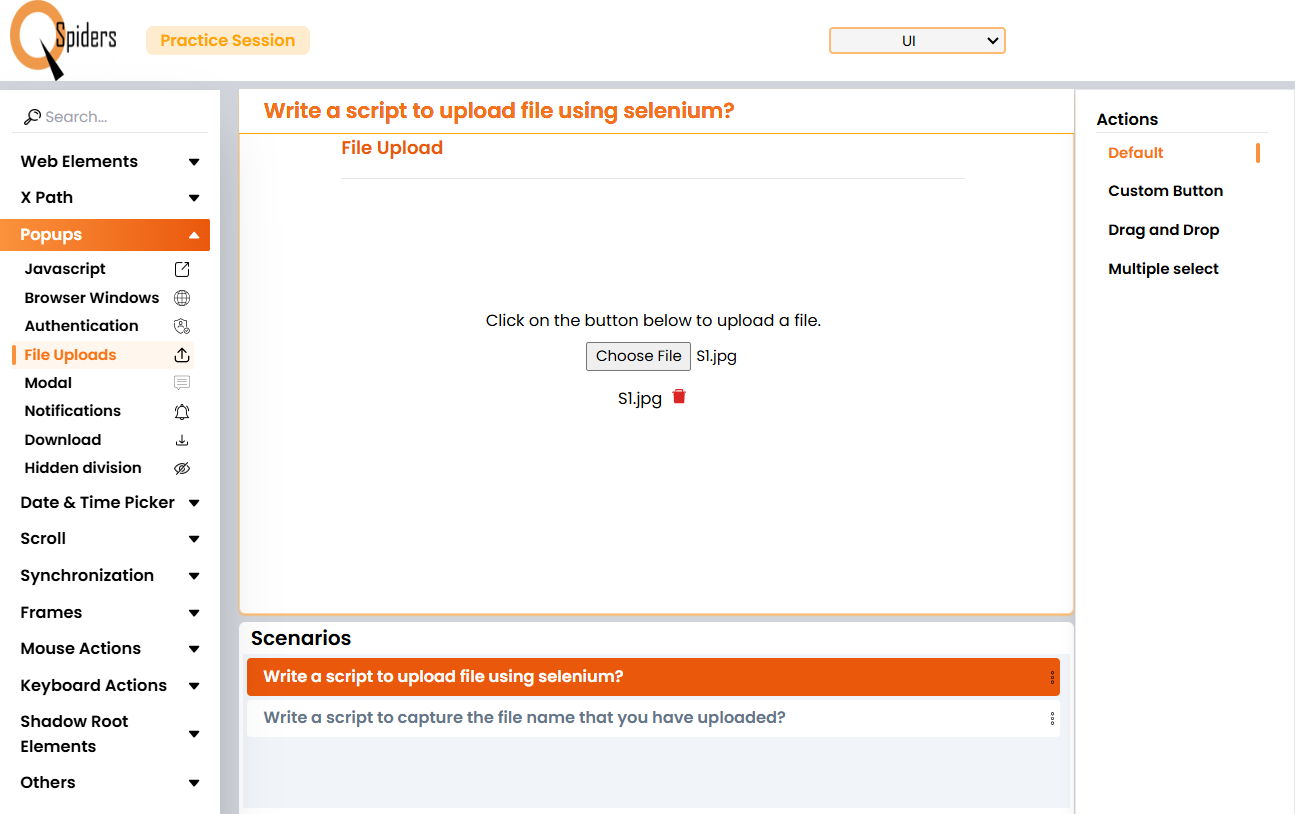 Spiders
Practice Session
UI
Search...
Web Elements
X Path
Popups
Javascript
Browser Windows
Authentication
File Uploads
Modal
Notifications
Download
Hidden division
Date & Time Picker
Scroll
Synchronization
Frames
Mouse Actions
Keyboard Actions
Shadow Root
Elements
Others
Write a script to upload file using selenium?
File Upload
Click on the button below to upload a file.
Choose File S1.jpg
S1.jpg
Scenarios
Write a script to upload file using selenium?
Write a script to capture the file name that you have uploaded?
Actions
Default
Custom Button
Drag and Drop
Multiple select